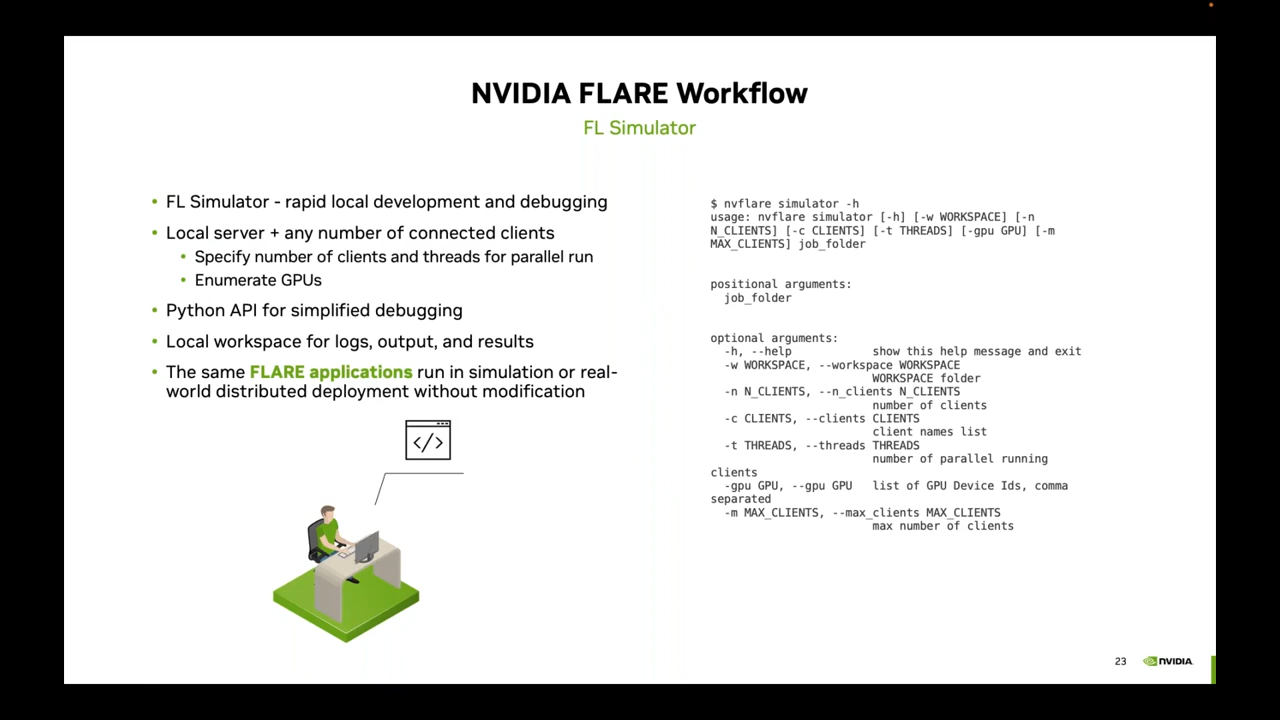 NVIDIA FLARE Workflow
FL Simulator
• FL Simulator - rapid local development and debugging
• Local server + any number of connected clients
• Specify number of clients and threads for parallel run
• Enumerate GPUs
• Python API for simplified debugging
• Local workspace for logs, output, and results
• The same FLARE applications run in simulation or real-
world distributed deployment without modification
</>
$ nvflare simulator -h
usage: nvflare simulator [-h] [-w WORKSPACE] [-n
N_CLIENTS] [-c CLIENTS] [-t THREADS] [-gpu GPU] [-m
MAX_CLIENTS] job_folder
positional arguments:
job_folder
optional arguments:
-h, --help show this help message and exit
-w WORKSPACE, --workspace WORKSPACE
WORKSPACE folder
-n N_CLIENTS, --n_clients N_CLIENTS
number of clients
-c CLIENTS, --clients CLIENTS
client names list
-t THREADS, --threads THREADS
number of parallel running
clients
-gpu GPU, --gpu GPU list of GPU Device Ids, comma
separated
-m MAX_CLIENTS, --max_clients MAX_CLIENTS
max number of clients
23
NVIDIA